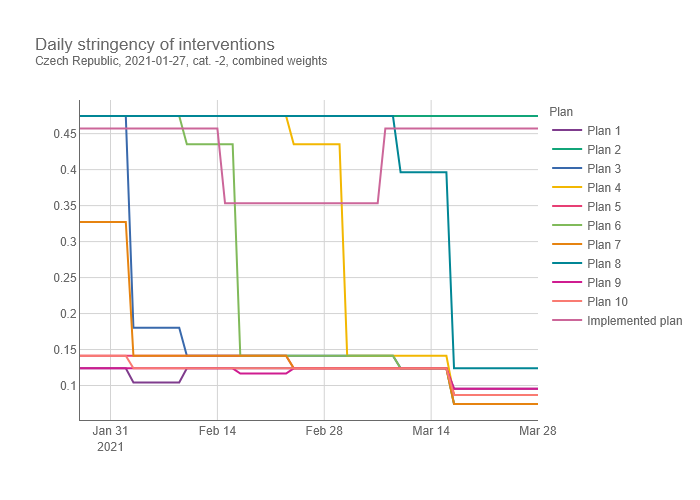 Daily stringency of interventions
Czech Republic, 2021-01-27, cat. -2, combined weights
Plan
Plan 1
Plan 2
Plan 3
Plan 4
Plan 5
Plan 6
Plan 7
Plan 8
Plan 9
Plan 10
Implemented plan
0.45
0.4
0.35
0.3
0.25
0.2
0.15
0.1
Jan 31 Feb 14 Feb 28 Mar 14 Mar 28
2021